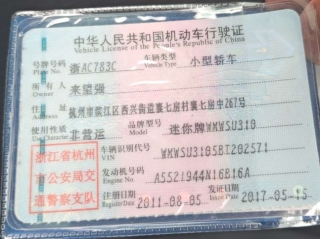 中华人民共和国机动车行驶证
Vehicle License of the People's Republic of China
号牌号码 Plate No. 浙AC783C 车辆类型 Vehicle Type 小型轿车
所有人 Owner 来望强
住址 Address 杭州市滨江区西兴街道襄七房村襄七房中267号
使用性质 Use Character 非营运 品牌型号 Model 迷你牌WMWSU310
浙江省杭州
市公安局交
通警察支队
车辆识别代号 VIN WMWSU3105BT202571
发动机号码 Engine No. A5521944N16B16A
注册日期 Register Date 2011-08-05 发证日期 Issue Date 2017-05-15